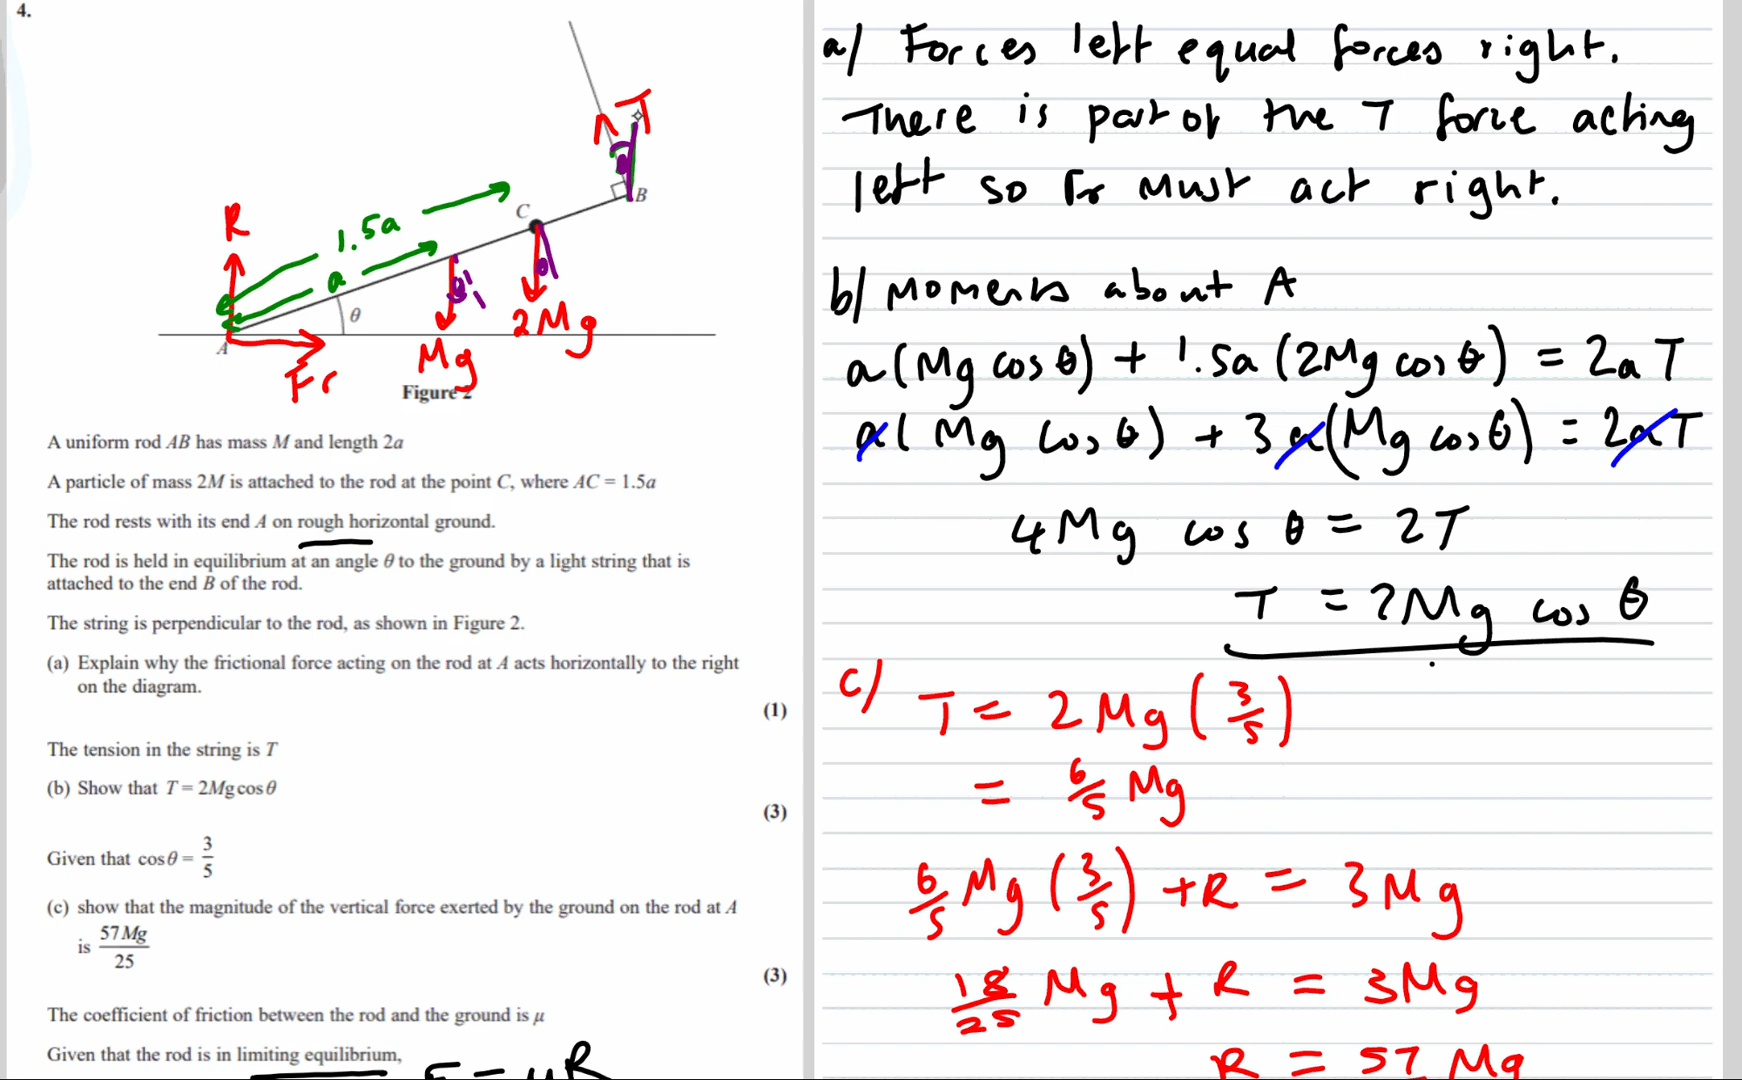 4.
T
B
C
R
1.5a
a
θ
θ
θ
θ
A
Fr
Mg
2Mg
Figure 2
A uniform rod AB has mass M and length 2a
A particle of mass 2M is attached to the rod at the point C, where AC = 1.5a
The rod rests with its end A on rough horizontal ground.
The rod is held in equilibrium at an angle θ to the ground by a light string that is
attached to the end B of the rod.
The string is perpendicular to the rod, as shown in Figure 2.
(a) Explain why the frictional force acting on the rod at A acts horizontally to the right
on the diagram.
(1)
The tension in the string is T
(b) Show that T = 2Mg cos θ
(3)
Given that cos θ = 3/5
(c) show that the magnitude of the vertical force exerted by the ground on the rod at A
is 57Mg/25
(3)
The coefficient of friction between the rod and the ground is μ
Given that the rod is in limiting equilibrium,
F = μR
a/ Forces left equal forces right.
There is part of the T force acting
left so Fr must act right.
b/ Moments about A
a(Mg cos θ) + 1.5a (2Mg cos θ) = 2aT
a( Mg cos θ) + 3a(Mg cos θ) = 2aT
4Mg cos θ = 2T
T = 2Mg cos θ
c/ T = 2Mg (3/5)
= 6/5 Mg
6/5 Mg (3/5) + R = 3Mg
18/25 Mg + R = 3Mg
R = 57 Mg